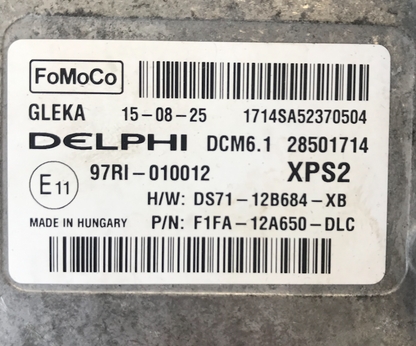 FoMoCo
GLEKA 15-08-25 1714SA52370504
DELPHI DCM6.1 28501714
E11 97RI-010012 XPS2
H/W: DS71-12B684-XB
MADE IN HUNGARY P/N: F1FA-12A650-DLC